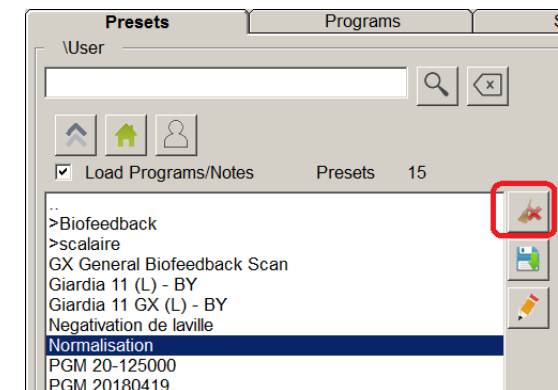 Presets Programs S
\User
Load Programs/Notes Presets 15
..
>Biofeedback
>scalaire
GX General Biofeedback Scan
Giardia 11 (L) - BY
Giardia 11 GX (L) - BY
Negativation de laville
Normalisation
PGM 20-125000
PGM 20180419